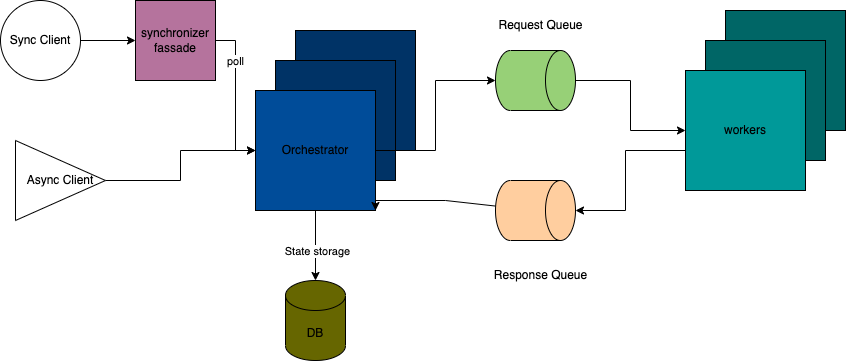 Sync Client
synchronizer
fassade
poll
Request Queue
Async Client
Orchestrator
workers
State storage
Response Queue
DB